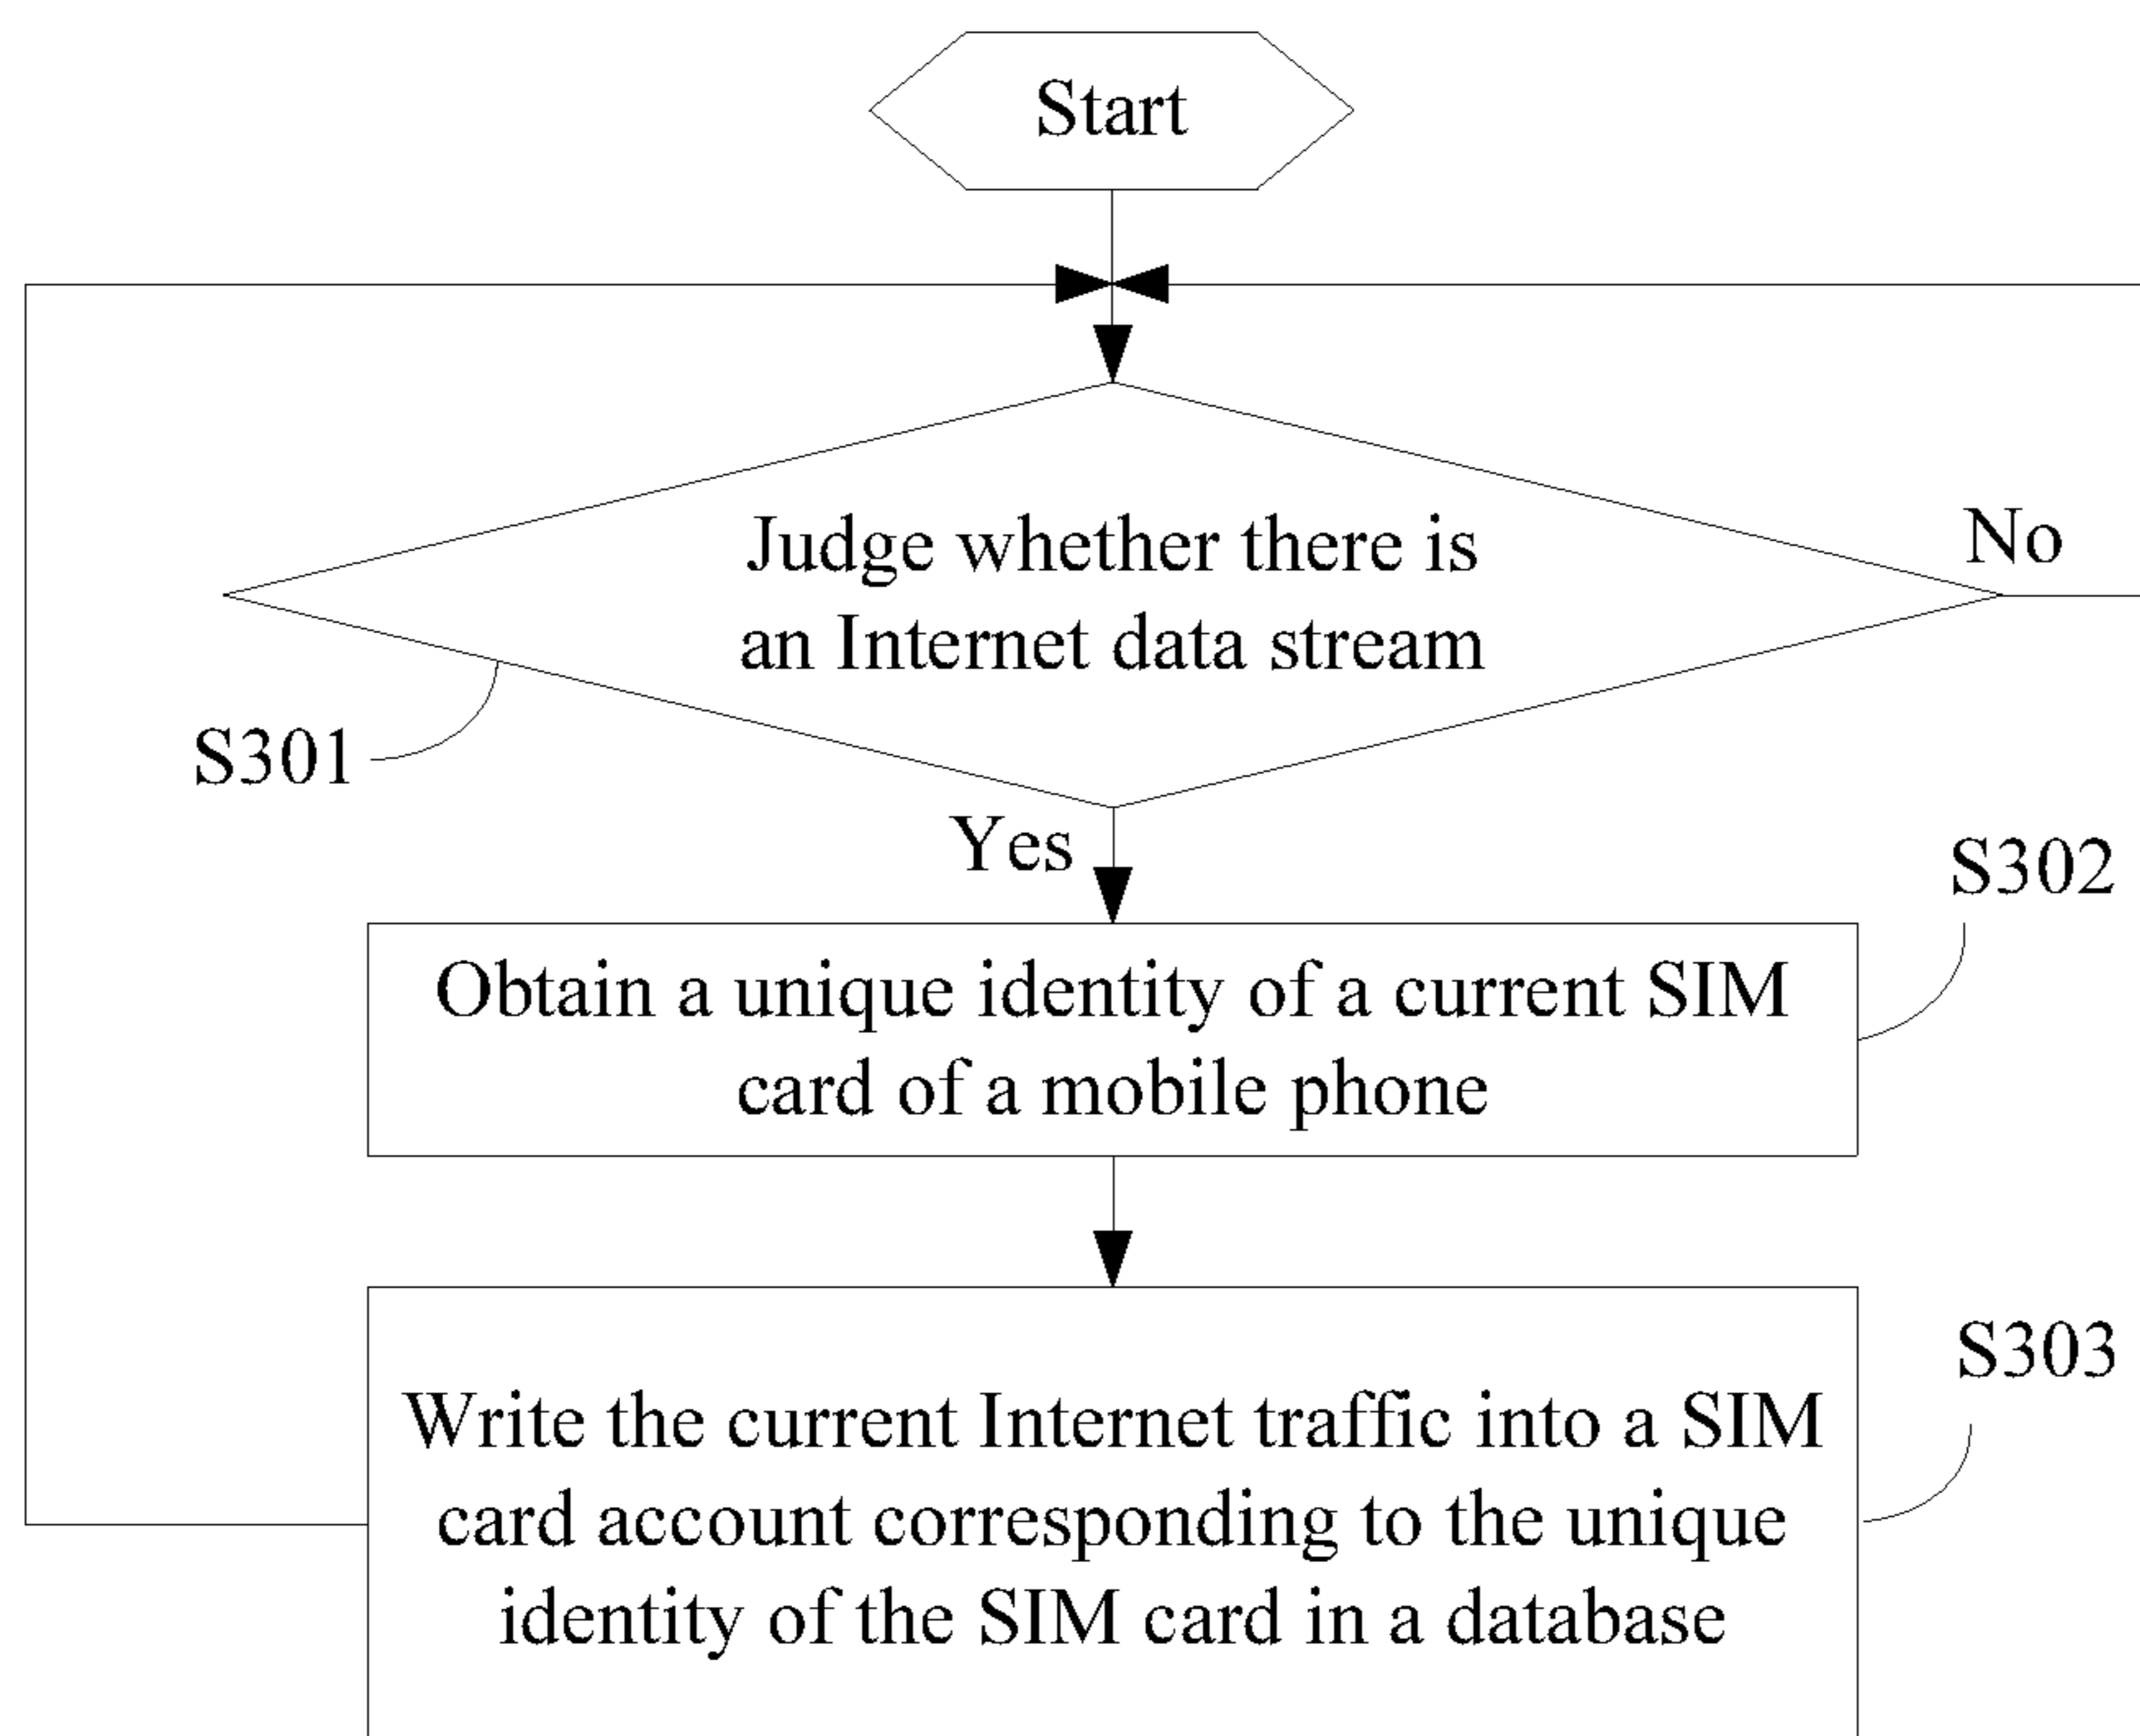 Start
Judge whether there is
an Internet data stream
No
S301
Yes
S302
Obtain a unique identity of a current SIM
card of a mobile phone
S303
Write the current Internet traffic into a SIM
card account corresponding to the unique
identity of the SIM card in a database